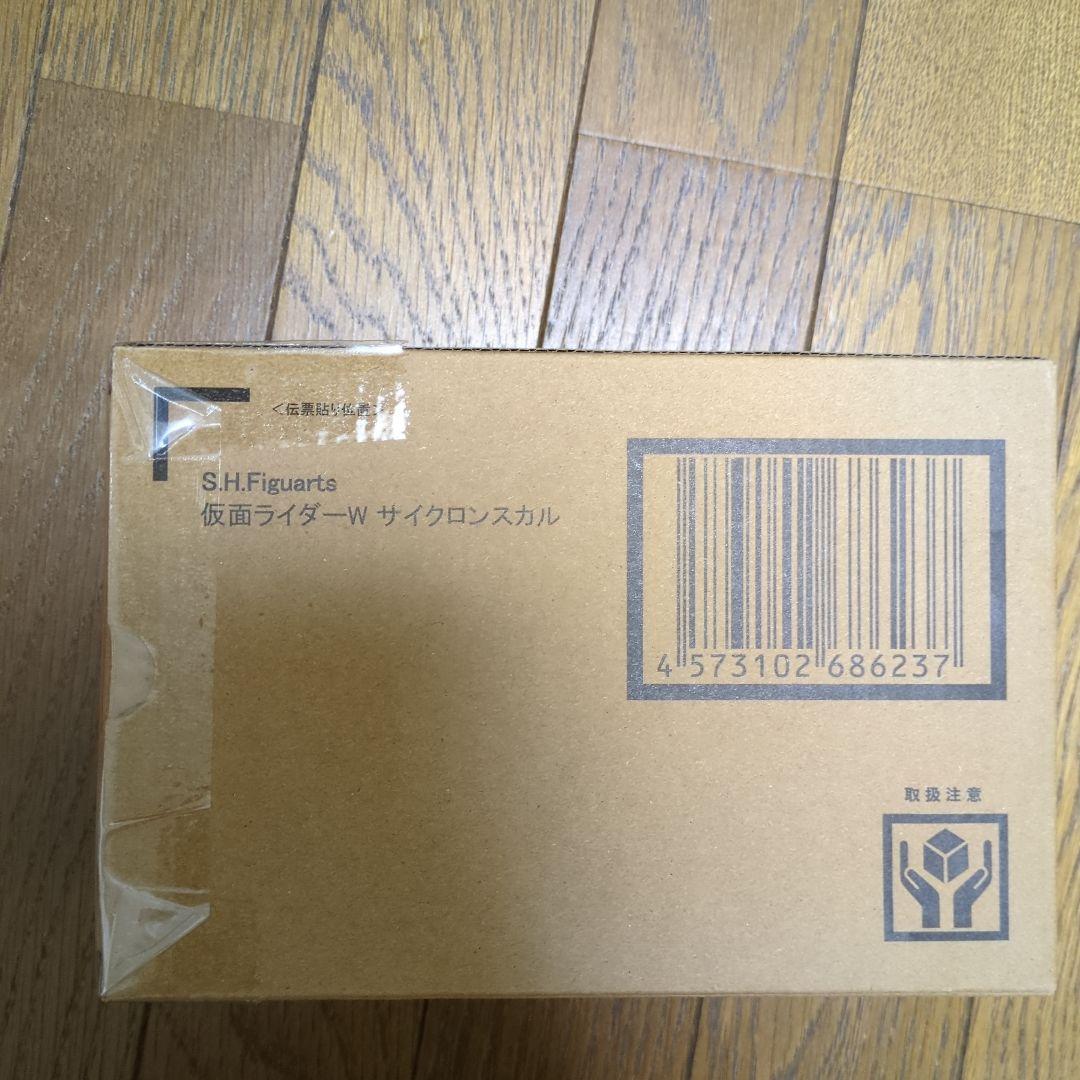 ＜伝票貼り位置＞
S.H.Figuarts
仮面ライダーW サイクロンスカル
4 573102 686237
取扱注意